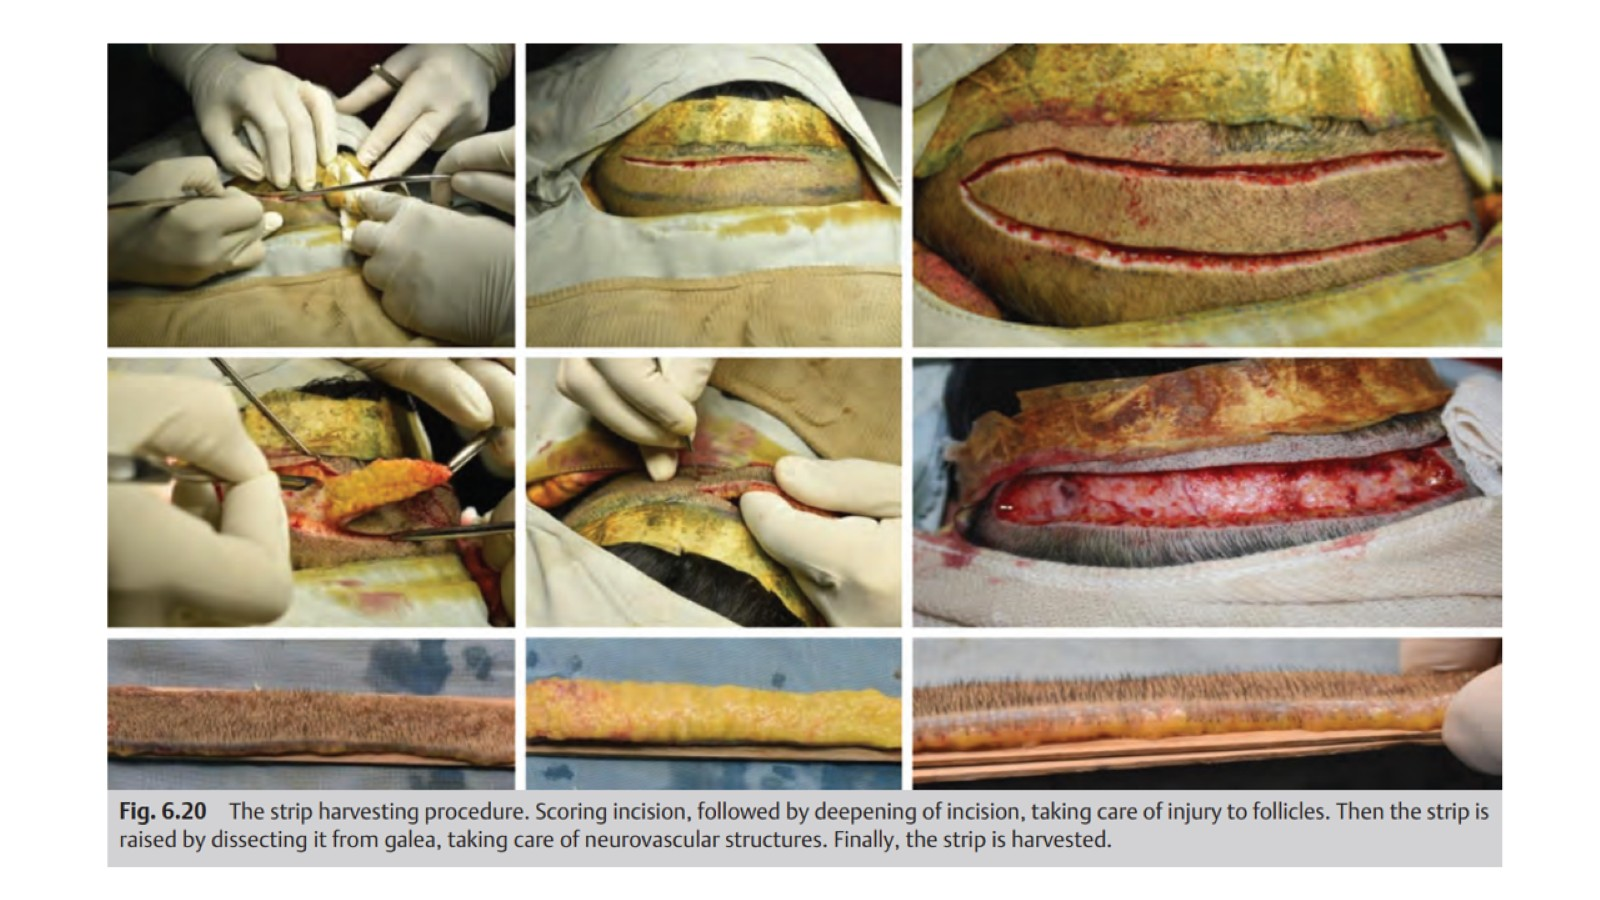 Fig. 6.20 The strip harvesting procedure. Scoring incision, followed by deepening of incision, taking care of injury to follicles. Then the strip is
raised by dissecting it from galea, taking care of neurovascular structures. Finally, the strip is harvested.